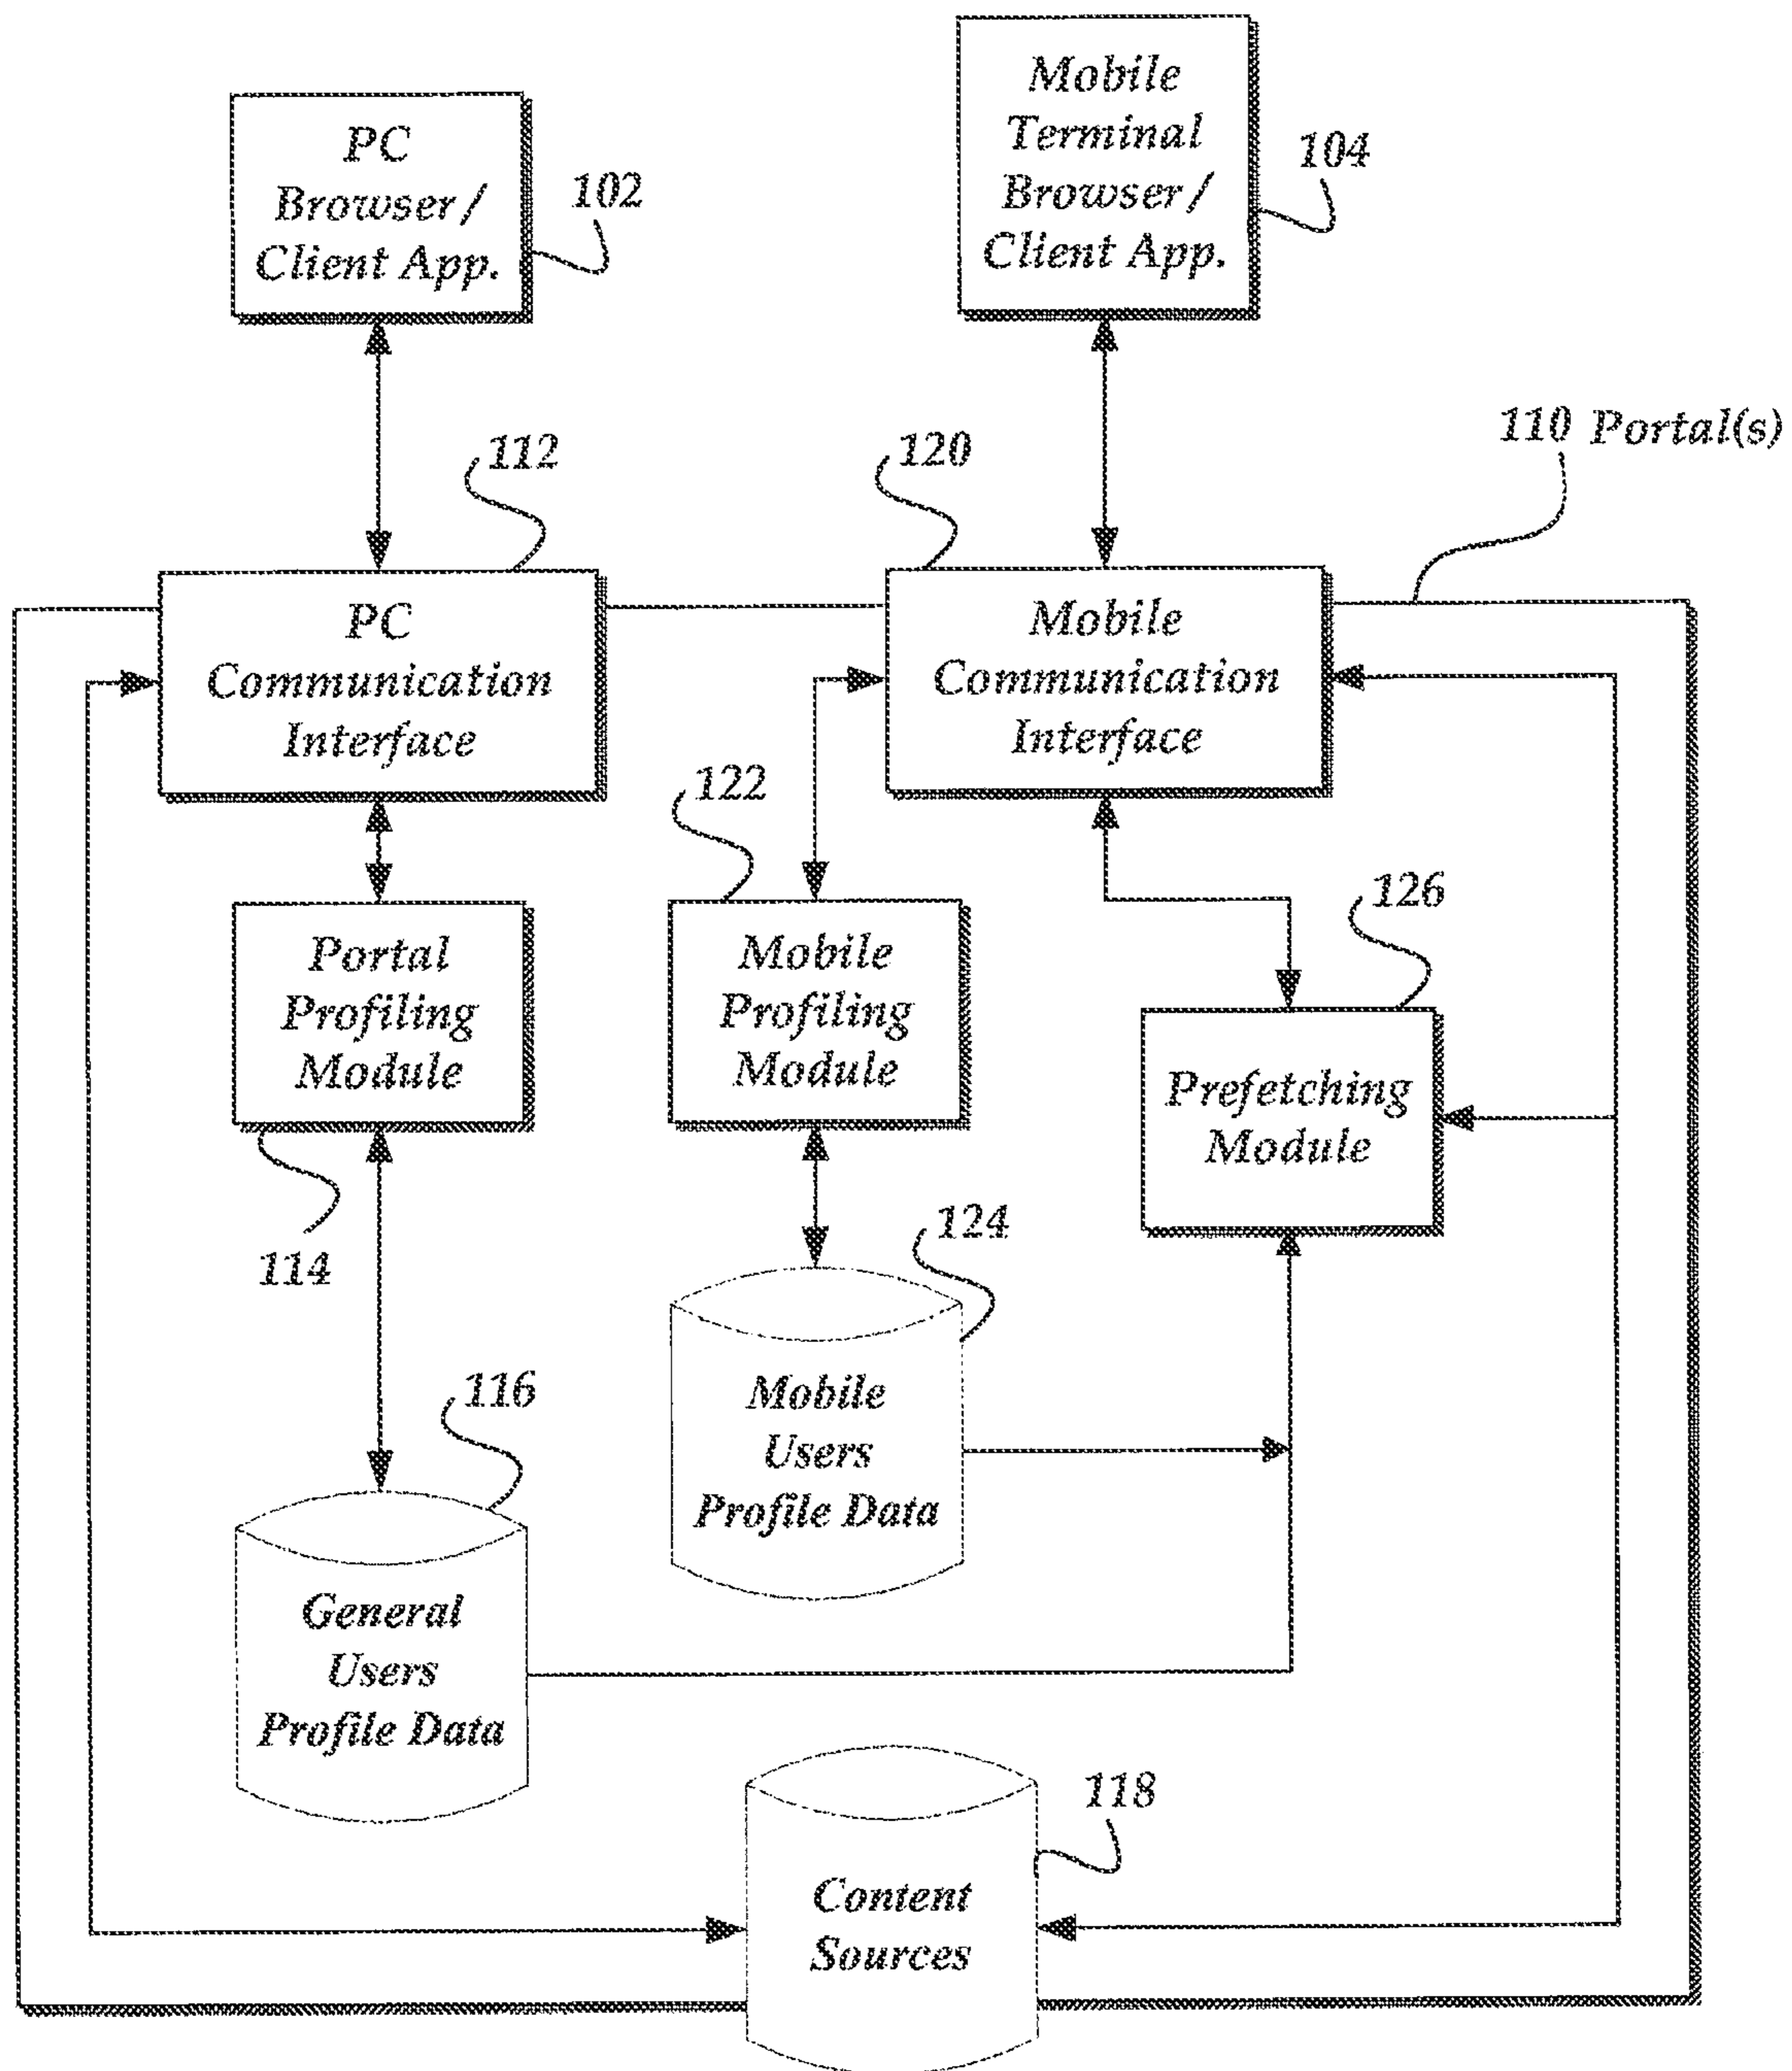 PC
Browser/
Client App.
102
Mobile
Terminal
Browser/
Client App.
104
110 Portal(s)
112
PC
Communication
Interface
120
Mobile
Communication
Interface
122
Portal
Profiling
Module
114
Mobile
Profiling
Module
126
Prefetching
Module
124
Mobile
Users
Profile Data
116
General
Users
Profile Data
118
Content
Sources